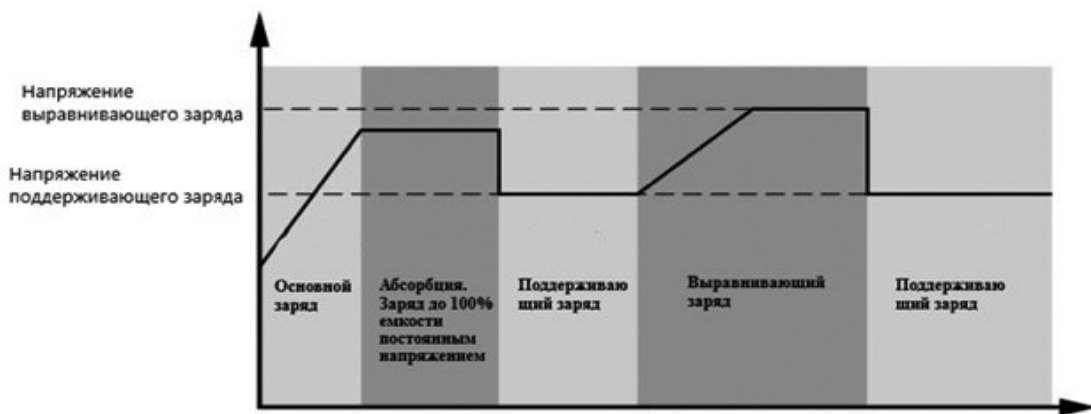 Напряжение
выравнивающего заряда
Напряжение
поддерживающего заряда
Основной
заряд
Абсорбция.
Заряд до 100%
емкости
постоянным
напряжением
Поддерживаю
щий заряд
Выравнивающий
заряд
Поддерживаю
щий заряд